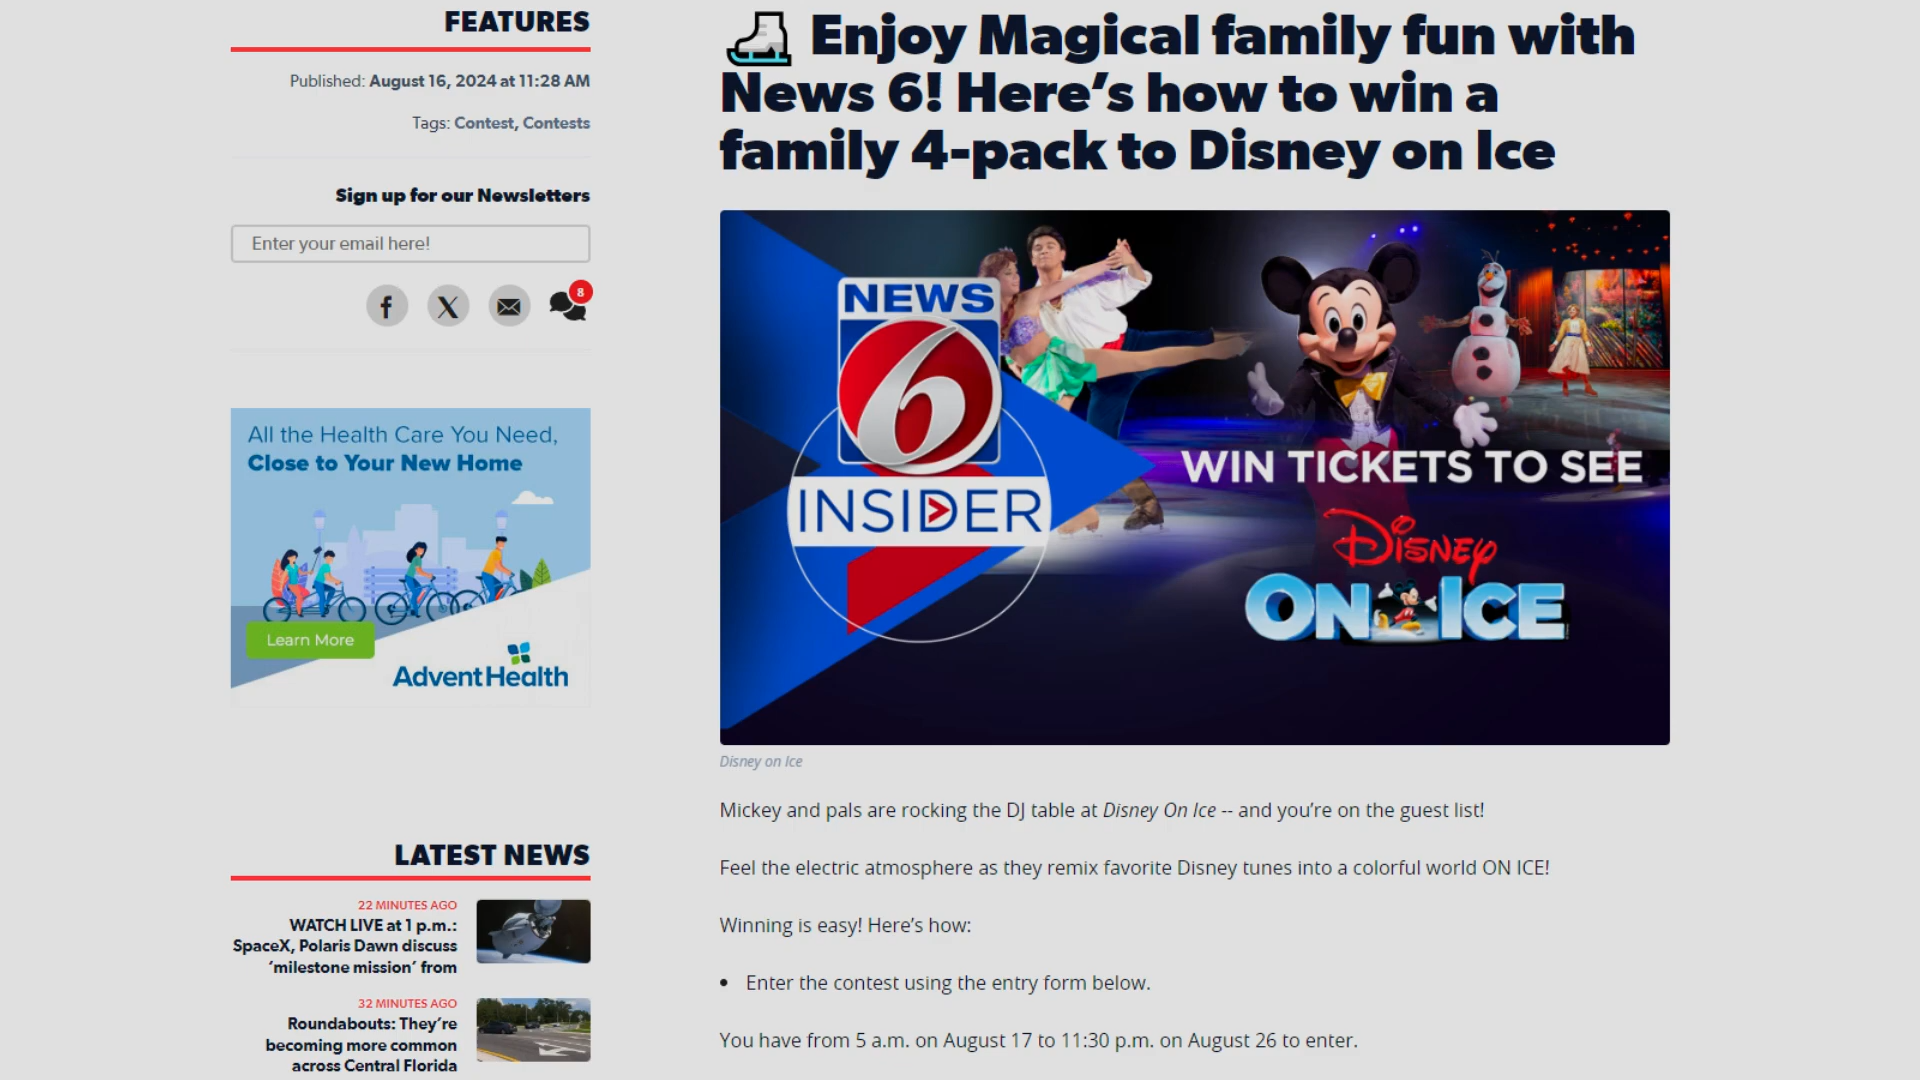 FEATURES
Published: August 16, 2024 at 11:28 AM
Tags: Contest, Contests
Sign up for our Newsletters
Enter your email here!
8
All the Health Care You Need,
Close to Your New Home
Learn More
AdventHealth
LATEST NEWS
22 MINUTES AGO
WATCH LIVE at 1 p.m.:
SpaceX, Polaris Dawn discuss
‘milestone mission’ from
32 MINUTES AGO
Roundabouts: They’re
becoming more common
across Central Florida
Enjoy Magical family fun with
News 6! Here’s how to win a
family 4-pack to Disney on Ice
NEWS
6
INSIDER
WIN TICKETS TO SEE
Disney
ON ICE
Disney on Ice
Mickey and pals are rocking the DJ table at Disney On Ice -- and you’re on the guest list!
Feel the electric atmosphere as they remix favorite Disney tunes into a colorful world ON ICE!
Winning is easy! Here’s how:
• Enter the contest using the entry form below.
You have from 5 a.m. on August 17 to 11:30 p.m. on August 26 to enter.